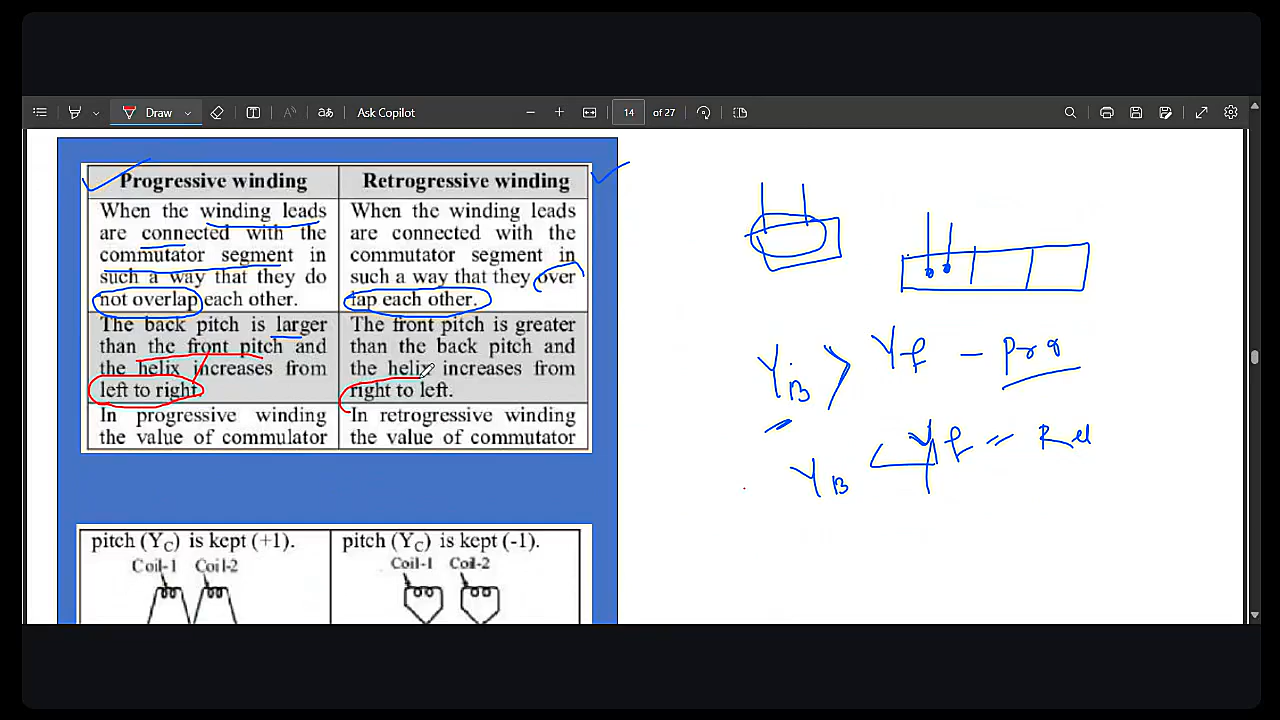 Draw
Ask Copilot
14 of 27
Progressive winding
When the winding leads
are connected with the
commutator segment in
such a way that they do
not overlap each other.
The back pitch is larger
than the front pitch and
the helix increases from
left to right.
In progressive winding
the value of commulator
Retrogressive winding
When the winding leads
are connected with the
commutator segment in
such a way that they over
lap each other.
The front pitch is greater
than the back pitch and
the helix increases from
right to left.
In retrogressive winding
the value of commutator
pitch (YC) is kept (+1).
Coil-1 Coil-2
pitch (YC) is kept (-1).
Coil-1 Coil-2
YB > Yf - Pro
YB < Yf = Ret